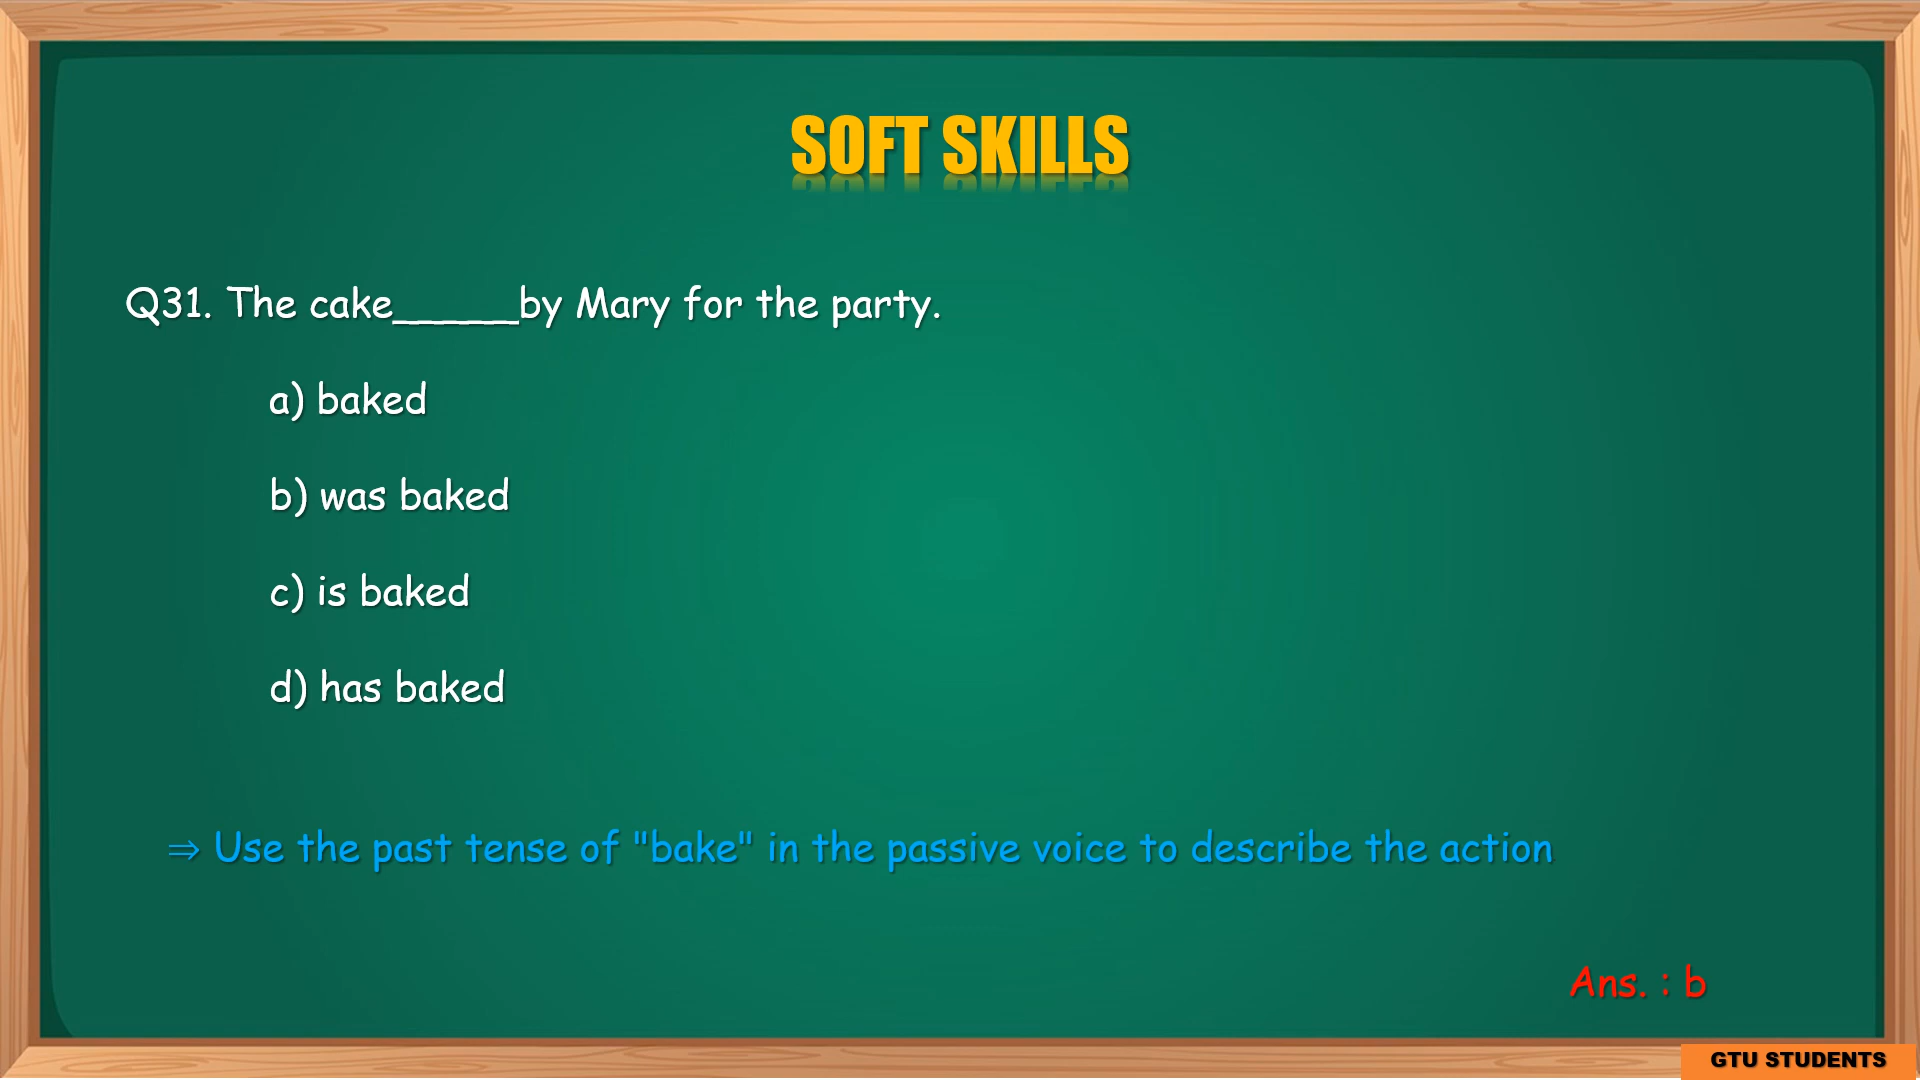 SOFT SKILLS
Q31. The cake_____by Mary for the party.
a) baked
b) was baked
c) is baked
d) has baked
⇒ Use the past tense of "bake" in the passive voice to describe the action
Ans. : b
GTU STUDENTS